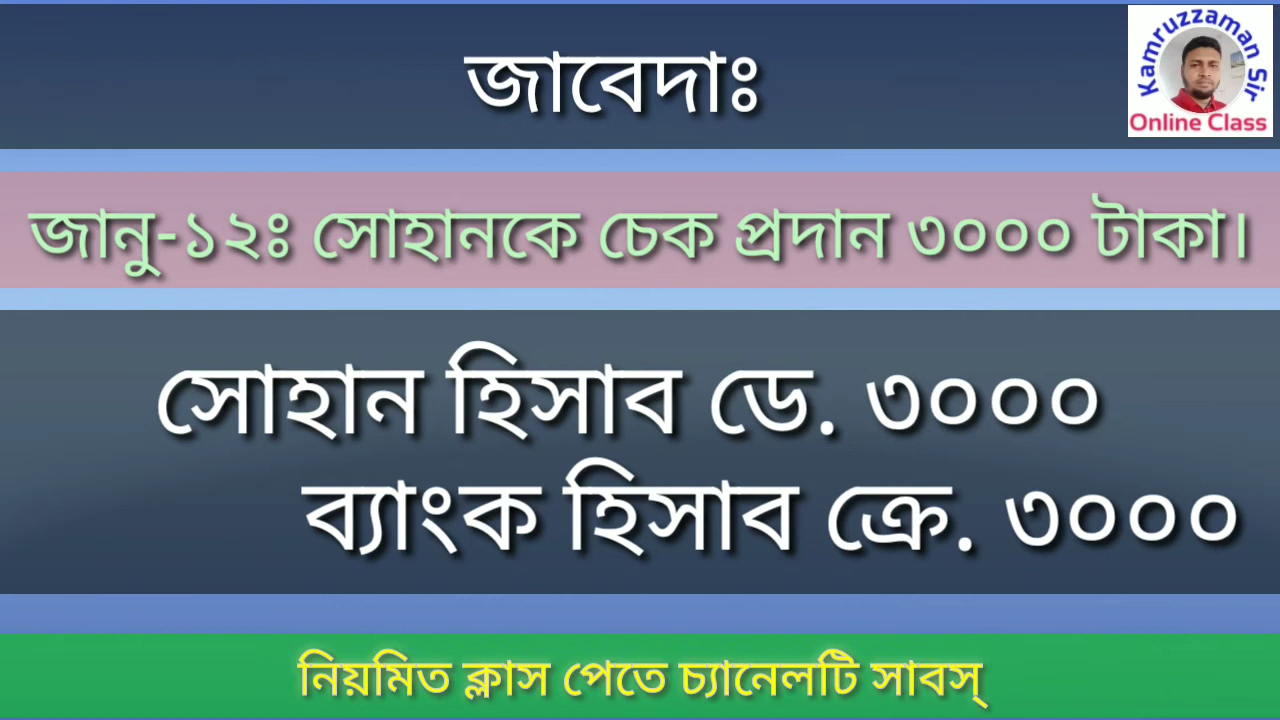 জাবেদাঃ
Kamruzzaman Sir
Online Class
জানু-১২ঃ সোহানকে চেক প্রদান ৩০০০ টাকা।
সোহান হিসাব ডে. ৩০০০
ব্যাংক হিসাব ক্রে. ৩০০০
নিয়মিত ক্লাস পেতে চ্যানেলটি সাবস্